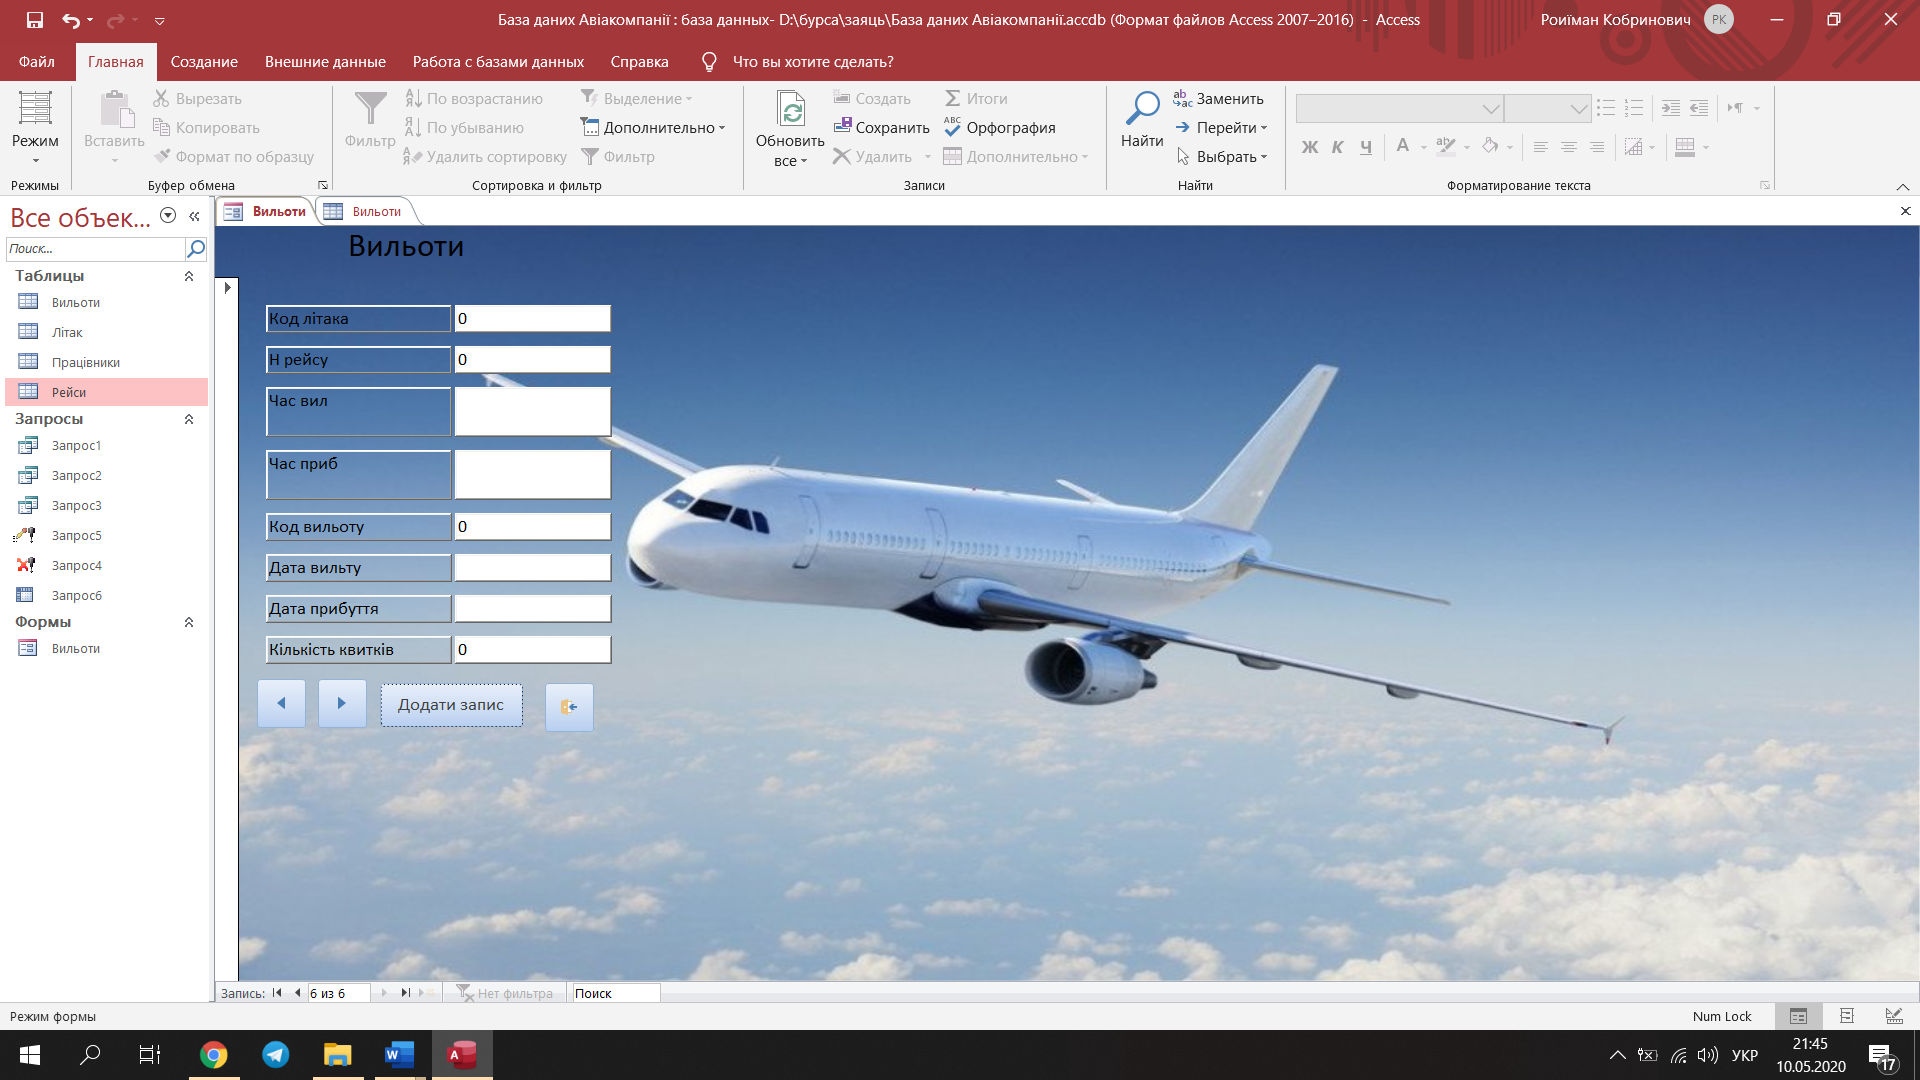 База даних Авіакомпанії : база данных- D:\бурса\заяць\База даних Авіакомпанії.accdb (Формат файлов Access 2007–2016) - Access
Роиїман Кобринович
РК
Файл
Главная
Создание
Внешние данные
Работа с базами данных
Справка
Что вы хотите сделать?
Режим
Режимы
Вставить
Вырезать
Копировать
Формат по образцу
Буфер обмена
Фильтр
По возрастанию
По убыванию
Удалить сортировку
Выделение
Дополнительно
Фильтр
Сортировка и фильтр
Обновить
все
Создать
Сохранить
Удалить
Итоги
Орфография
Дополнительно
Записи
Найти
Заменить
Перейти
Выбрать
Найти
Ж К Ч А
Форматирование текста
Все объек...
Поиск...
Таблицы
Вильоти
Літак
Працівники
Рейси
Запросы
Запрос1
Запрос2
Запрос3
Запрос5
Запрос4
Запрос6
Формы
Вильоти
Вильоти
Вильоти
Вильоти
Код літака 0
Н рейсу 0
Час вил
Час приб
Код вильоту 0
Дата вильту
Дата прибуття
Кількість квитків 0
Додати запис
Запись: 6 из 6 Нет фильтра Поиск
Режим формы
Num Lock
УКР
21:45
10.05.2020
17